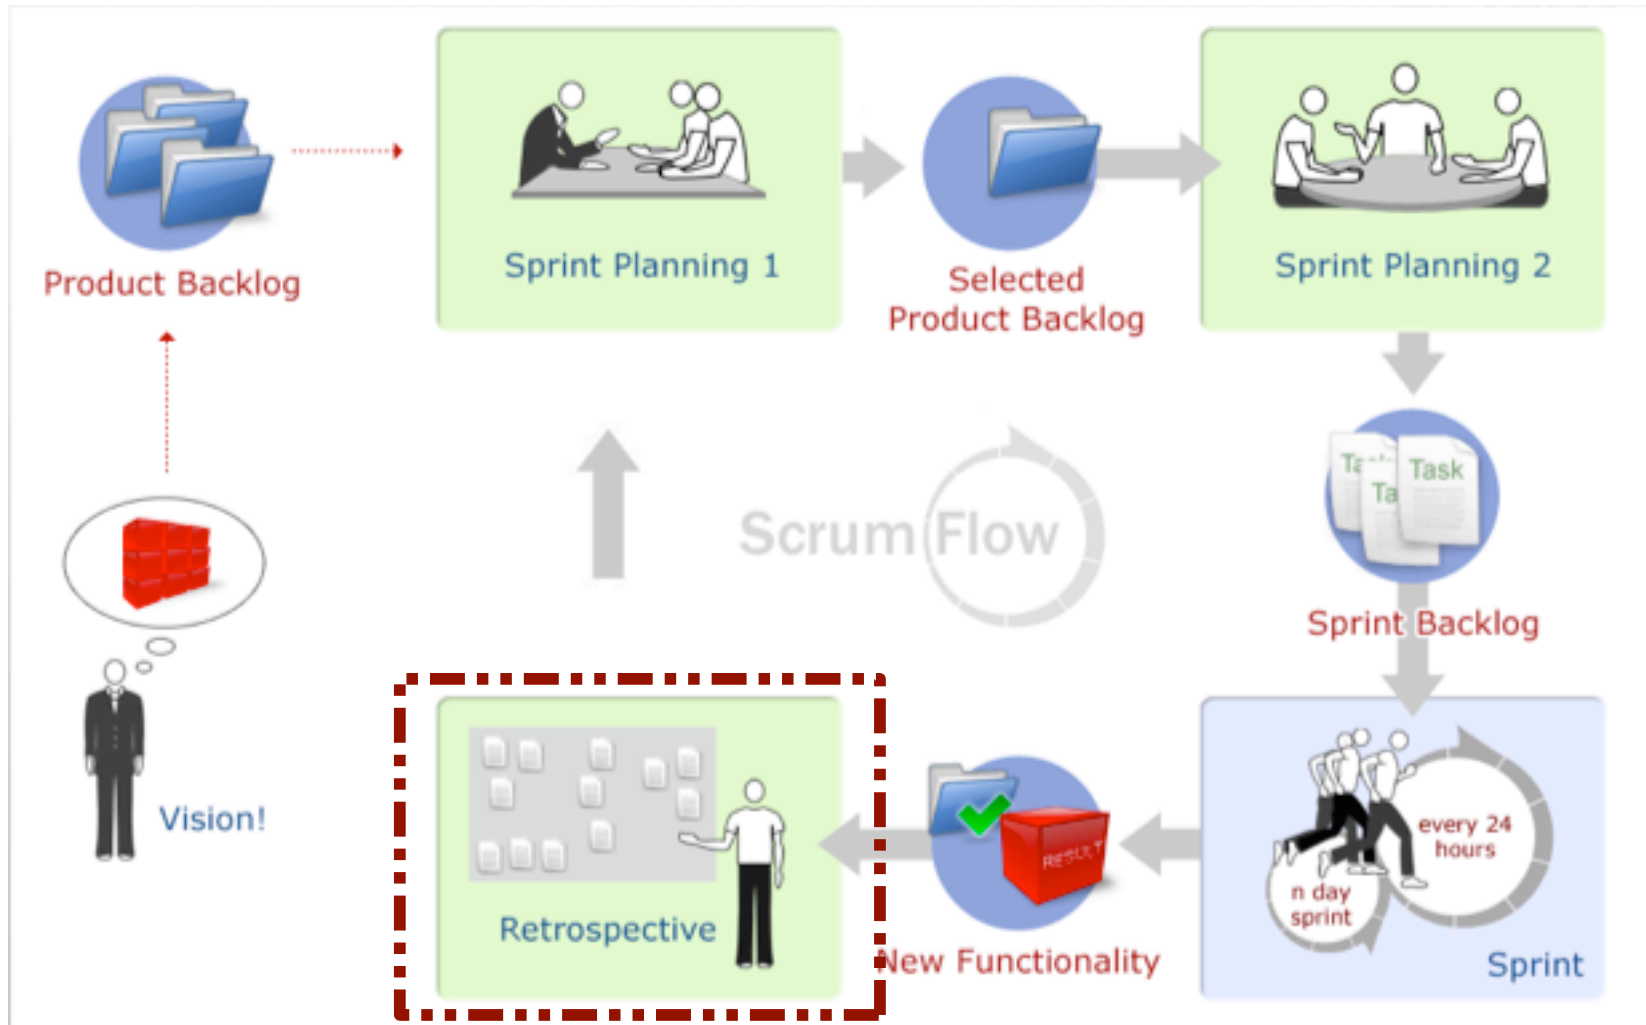 Product Backlog
Sprint Planning 1
Selected
Product Backlog
Sprint Planning 2
Scrum Flow
Task
Ta
Sprint Backlog
Vision!
Retrospective
RESULT
New Functionality
every 24
hours
n day
sprint
Sprint